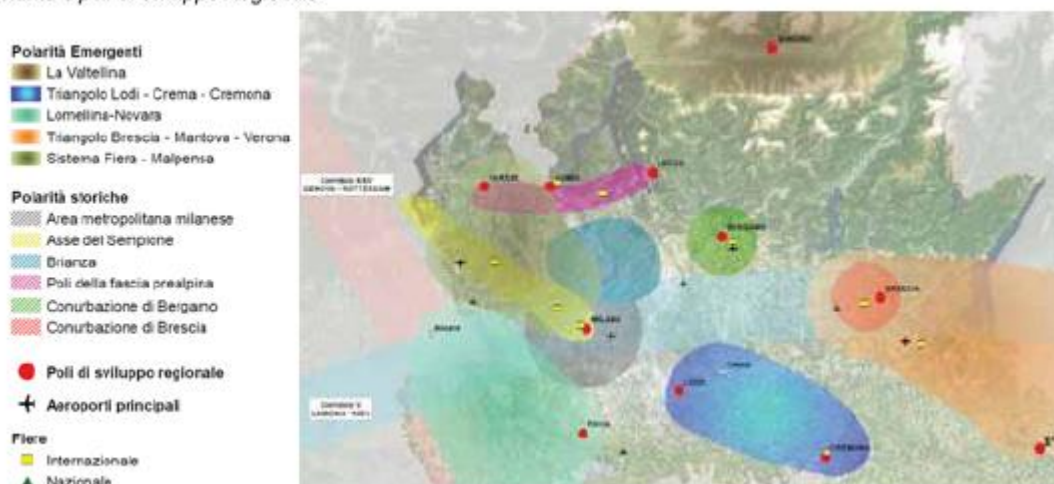 Polarità Emergenti
La Valtellina
Triangolo Lodi - Crema - Cremona
Lomellina-Novara
Triangolo Brescia - Mantova - Verona
Sistema Fiera - Malpensa
Polarità storiche
Area metropolitana milanese
Asse del Sempione
Brianza
Poli della fascia prealpina
Conurbazione di Bergamo
Conurbazione di Brescia
Poli di sviluppo regionale
Aeroporti principali
Fiere
Internazionale
Nazionale
SONDRIO
LECCO
VARESE
COMO
BERGAMO
BRESCIA
MILANO
LODI
Crema
Pavia
CREMONA